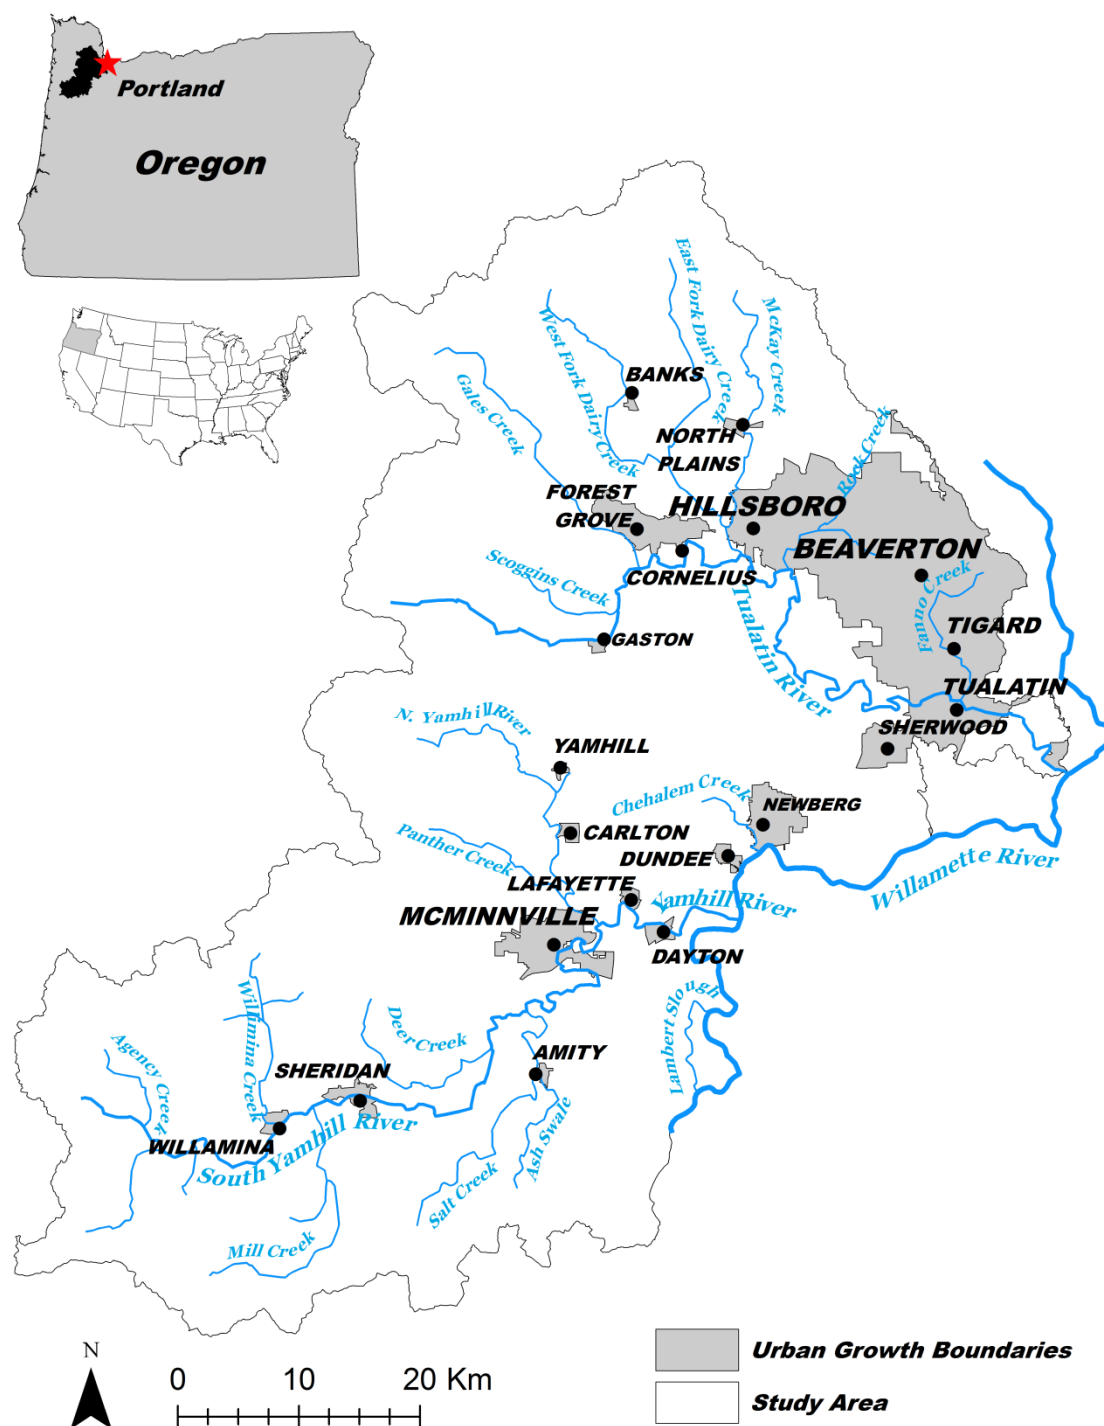 Portland
Oregon
East Fork Dairy Creek
McKay Creek
West Fork Dairy Creek
BANKS
Gales Creek
NORTH
PLAINS
Rock Creek
FOREST
GROVE
HILLSBORO
BEAVERTON
Scoggins Creek
CORNELIUS
Fanno Creek
Tualatin River
GASTON
TIGARD
TUALATIN
SHERWOOD
N. Yamhill River
YAMHILL
Chehalem Creek
NEWBERG
CARLTON
Panther Creek
DUNDEE
Willamette River
LAFAYETTE
Yamhill River
MCMINNVILLE
DAYTON
Lambert Slough
Willimina Creek
Deer Creek
Agency Creek
AMITY
SHERIDAN
WILLAMINA
South Yamhill River
Ash Swale
Salt Creek
Mill Creek
N
0 10 20 Km
Urban Growth Boundaries
Study Area